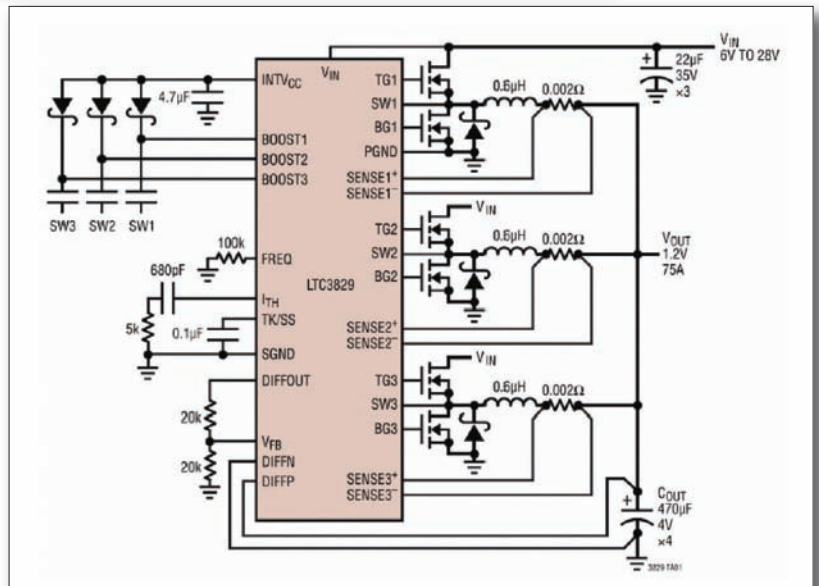 VIN
6V TO 28V
22µF
35V
×3
INTVCC
VIN
TG1
4.7µF
SW1
0.6µH
0.002Ω
BG1
BOOST1
PGND
BOOST2
SENSE1+
BOOST3
SENSE1–
SW3
SW2
SW1
VIN
TG2
100k
FREQ
SW2
0.6µH
0.002Ω
VOUT
1.2V
75A
680pF
BG2
LTC3829
ITH
5k
0.1µF
TK/SS
SENSE2+
SENSE2–
SGND
VIN
DIFFOUT
TG3
0.6µH
0.002Ω
SW3
20k
BG3
VFB
20k
DIFFN
DIFFP
SENSE3+
SENSE3–
COUT
470µF
4V
×4
3829 TA01